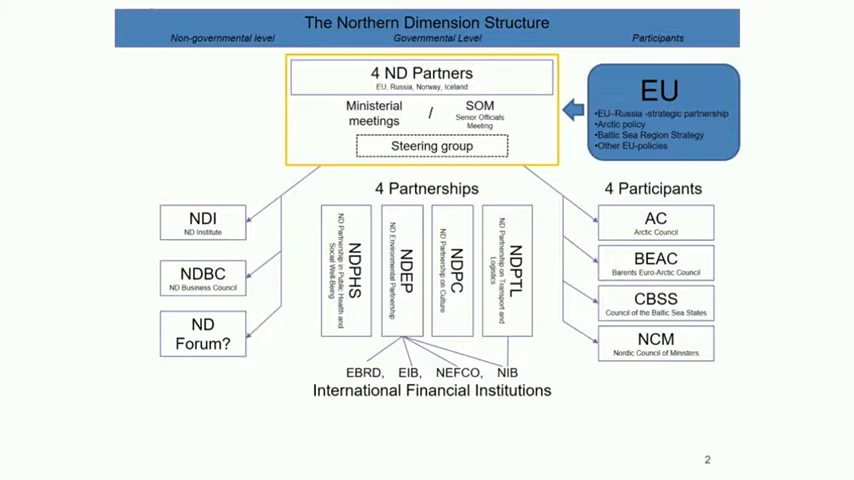 The Northern Dimension Structure
Non-governmental level
Governmental Level
Participants
4 ND Partners
EU, Russia, Norway, Iceland
Ministerial
meetings
/
SOM
Senior Officials
Meeting
Steering group
EU
•EU–Russia -strategic partnership
•Arctic policy
•Baltic Sea Region Strategy
•Other EU-policies
4 Partnerships
4 Participants
NDI
ND Institute
NDBC
ND Business Council
ND
Forum?
NDPHS
ND Partnership in Public Health and
Social Well-Being
NDEP
ND Environmental Partnership
NDPC
ND Partnership on Culture
NDPTL
ND Partnership on Transport and
Logistics
AC
Arctic Council
BEAC
Barents Euro-Arctic Council
CBSS
Council of the Baltic Sea States
NCM
Nordic Council of Ministers
EBRD, EIB, NEFCO, NIB
International Financial Institutions
2